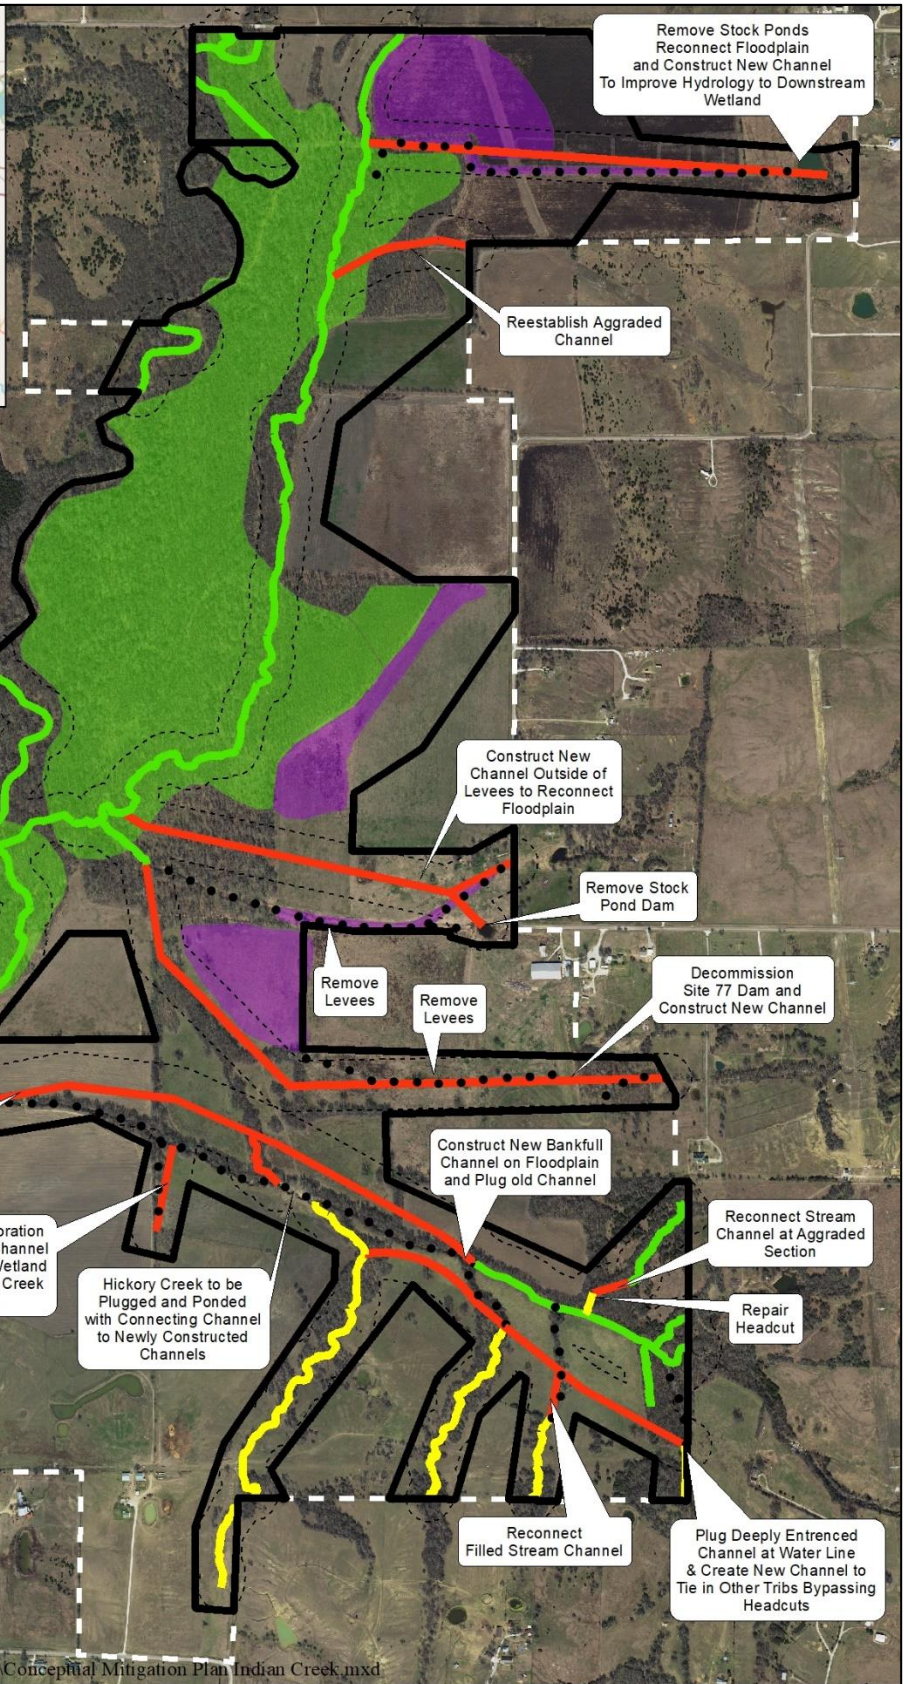 Remove Stock Ponds
Reconnect Floodplain
and Construct New Channel
To Improve Hydrology to Downstream
Wetland
Reestablish Aggraded
Channel
Construct New
Channel Outside of
Levees to Reconnect
Floodplain
Remove Stock
Pond Dam
Remove
Levees
Remove
Levees
Decommission
Site 77 Dam and
Construct New Channel
Construct New Bankfull
Channel on Floodplain
and Plug old Channel
oration
hannel
Wetland
Creek
Reconnect Stream
Channel at Aggraded
Section
Hickory Creek to be
Plugged and Ponded
with Connecting Channel
to Newly Constructed
Channels
Repair
Headcut
Reconnect
Filled Stream Channel
Plug Deeply Entrenced
Channel at Water Line
& Create New Channel to
Tie in Other Tribs Bypassing
Headcuts
Conceptual Mitigation Plan Indian Creek.mxd